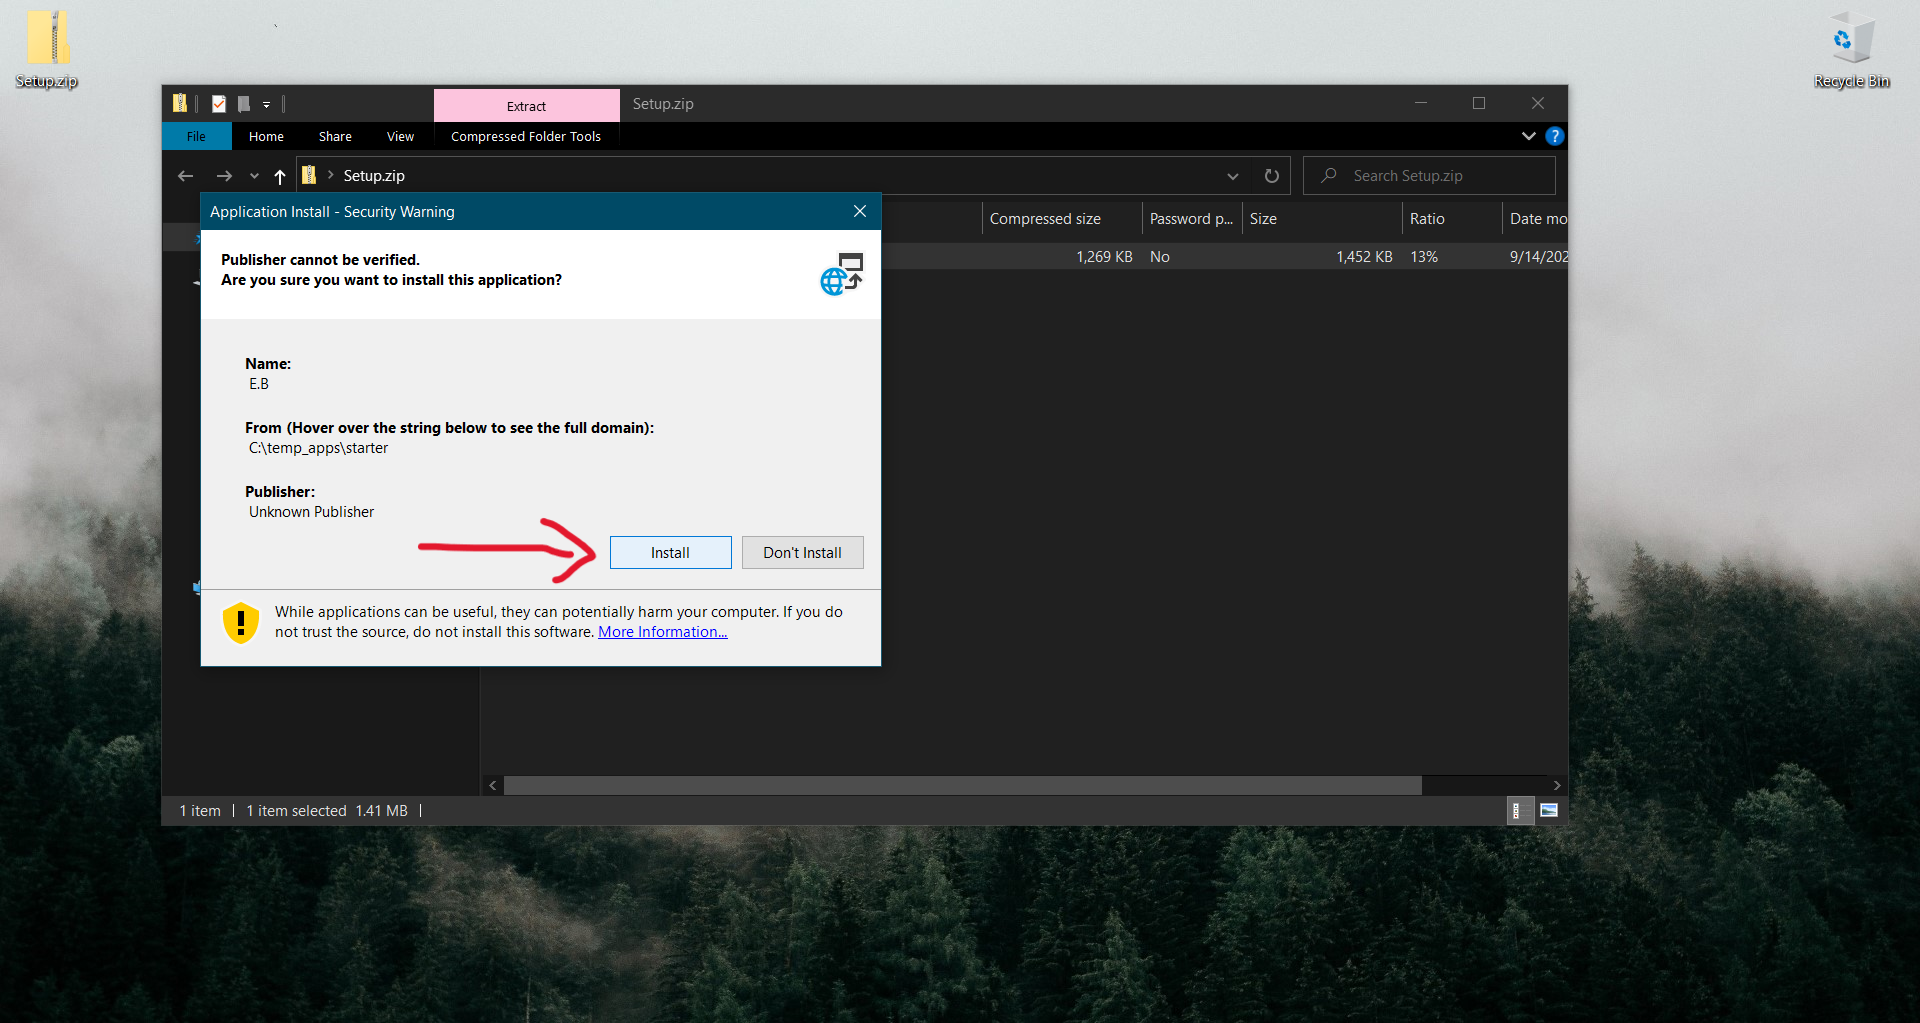 Setup.zip
Recycle Bin
Extract
Setup.zip
File
Home
Share
View
Compressed Folder Tools
?
Setup.zip
Search Setup.zip
Compressed size
Password p...
Size
Ratio
Date mo
1,269 KB
No
1,452 KB
13%
9/14/202
Application Install - Security Warning
Publisher cannot be verified.
Are you sure you want to install this application?
Name:
E.B
From (Hover over the string below to see the full domain):
C:\temp_apps\starter
Publisher:
Unknown Publisher
Install
Don't Install
While applications can be useful, they can potentially harm your computer. If you do
not trust the source, do not install this software. More Information...
1 item
1 item selected 1.41 MB